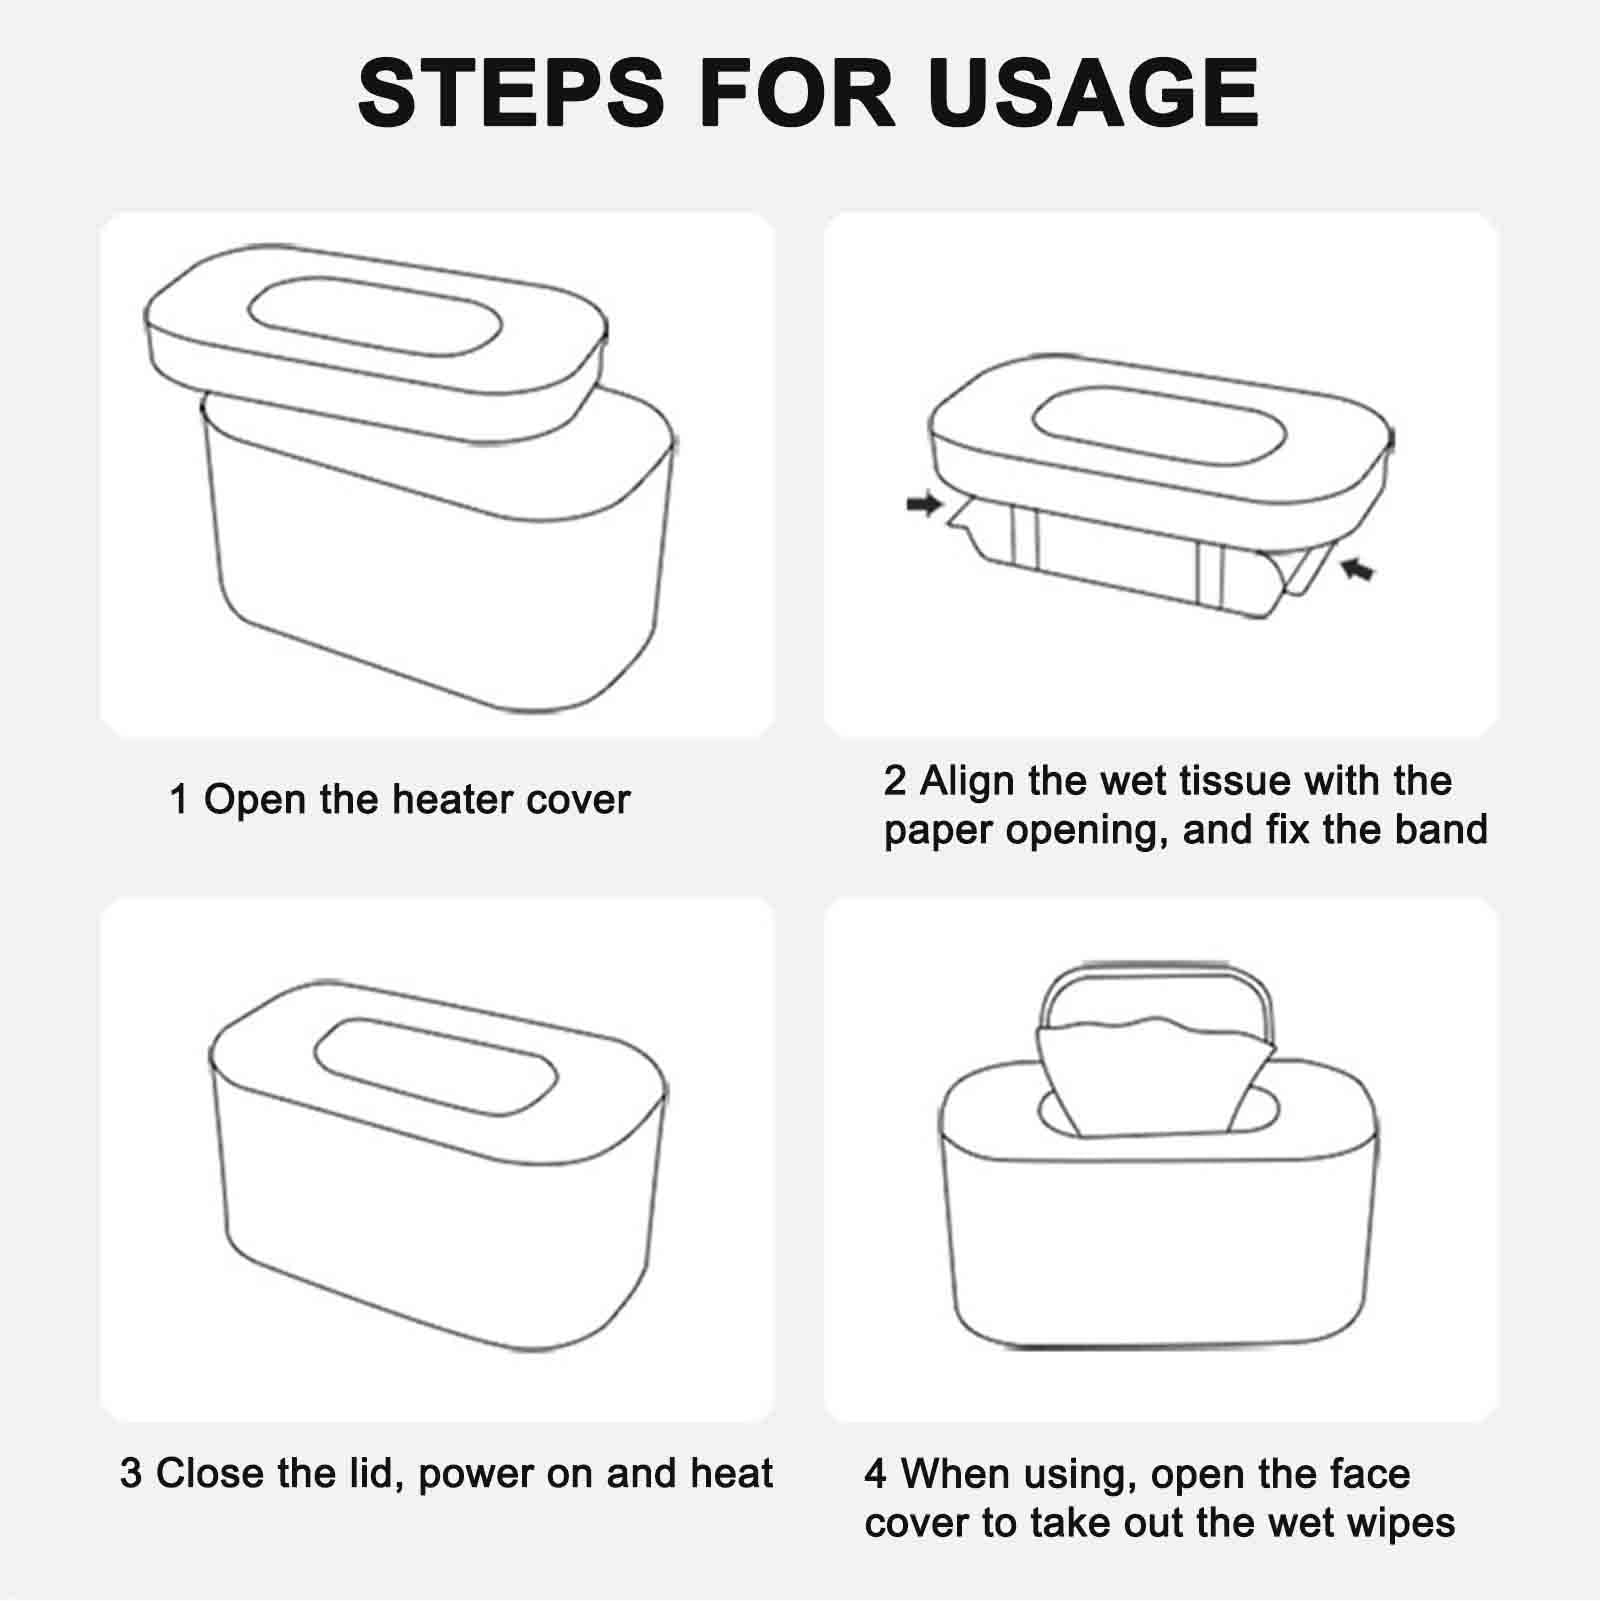 STEPS FOR USAGE
1 Open the heater cover
2 Align the wet tissue with the
paper opening, and fix the band
3 Close the lid, power on and heat
4 When using, open the face
cover to take out the wet wipes